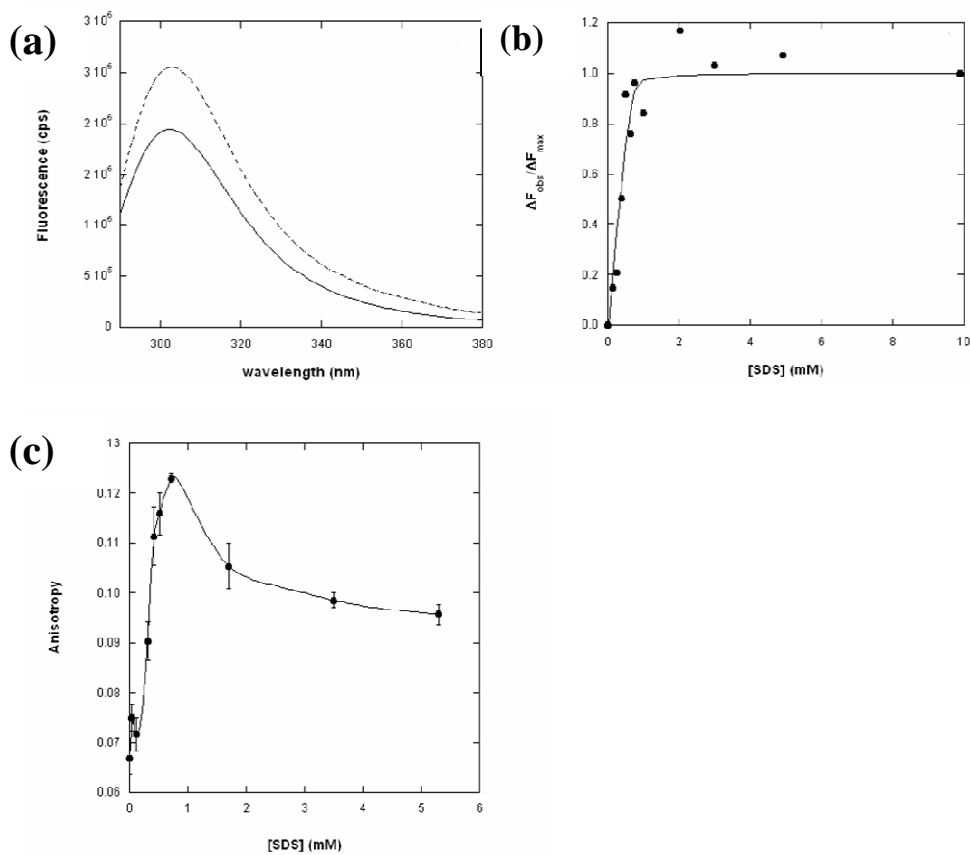 (a)
3 10⁶
3 10⁶
2 10⁶
2 10⁶
1 10⁶
5 10⁵
0
Fluorescence (cps)
300 320 340 360 380
wavelength (nm)
(b)
1.2
1.0
0.8
0.6
0.4
0.2
0.0
ΔF_obs/ΔF_max
0 2 4 6 8 10
[SDS] (mM)
(c)
13
0.12
0.11
0.10
0.09
0.08
0.07
0.06
Anisotropy
0 1 2 3 4 5 6
[SDS] (mM)